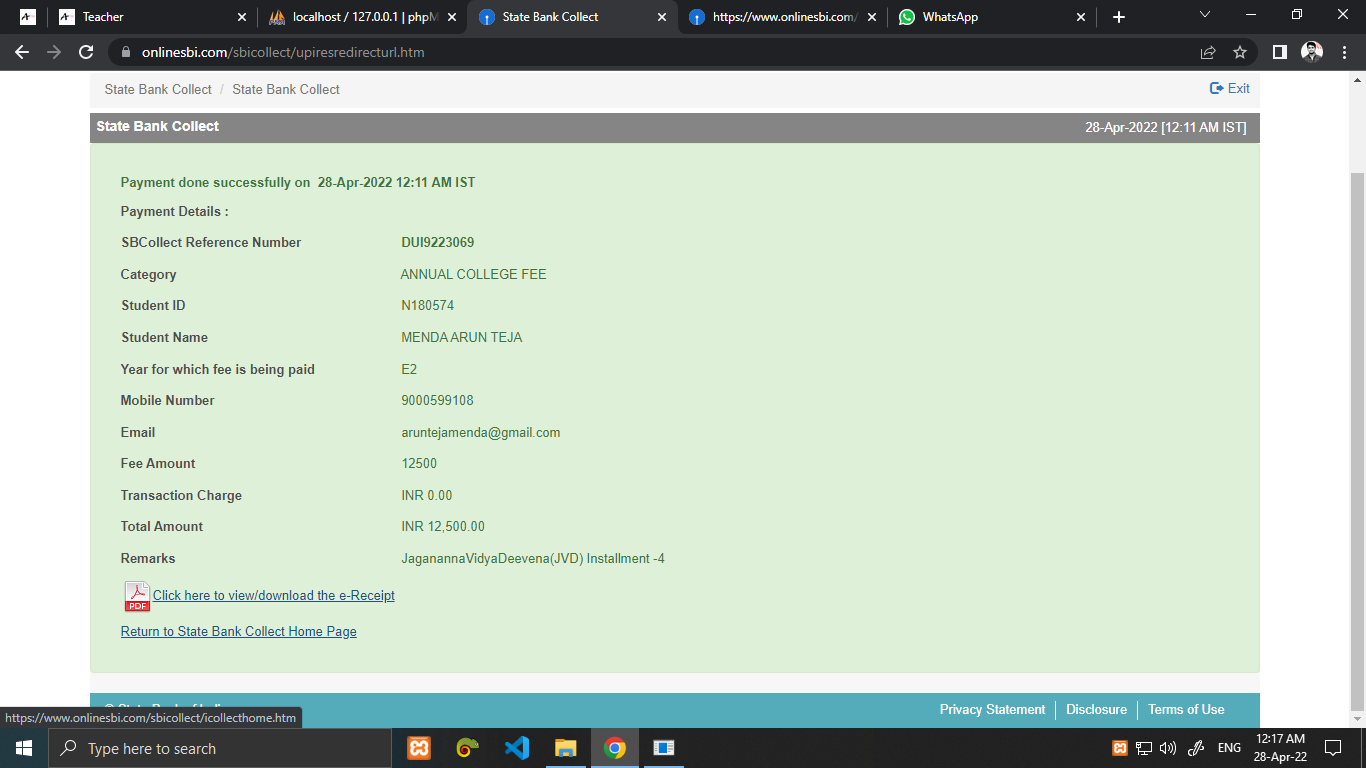 Teacher
localhost / 127.0.0.1 | phpM
State Bank Collect
https://www.onlinesbi.com/
WhatsApp
onlinesbi.com/sbicollect/upiresredirecturl.htm
State Bank Collect / State Bank Collect
Exit
State Bank Collect
28-Apr-2022 [12:11 AM IST]
Payment done successfully on 28-Apr-2022 12:11 AM IST
Payment Details :
SBCollect Reference Number DUI9223069
Category ANNUAL COLLEGE FEE
Student ID N180574
Student Name MENDA ARUN TEJA
Year for which fee is being paid E2
Mobile Number 9000599108
Email aruntejamenda@gmail.com
Fee Amount 12500
Transaction Charge INR 0.00
Total Amount INR 12,500.00
Remarks JaganannaVidyaDeevena(JVD) Installment -4
PDF
Click here to view/download the e-Receipt
Return to State Bank Collect Home Page
Privacy Statement
Disclosure
Terms of Use
https://www.onlinesbi.com/sbicollect/icollecthome.htm
Type here to search
ENG
12:17 AM
28-Apr-22